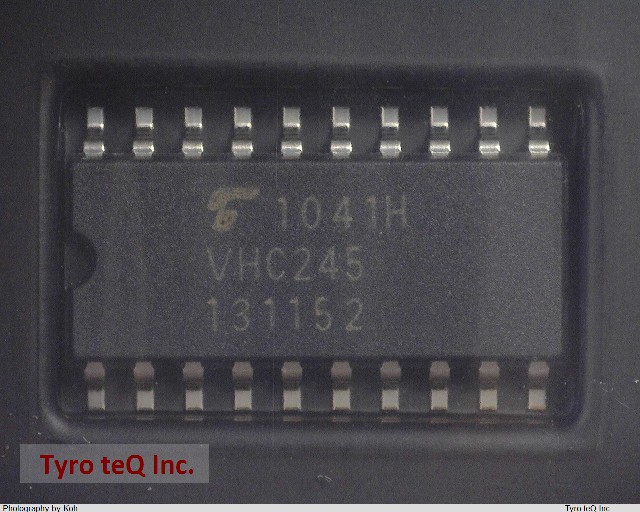 1041H
VHC245
131152
Tyro teQ Inc.
Photography by Koh
Tyro teQ Inc.